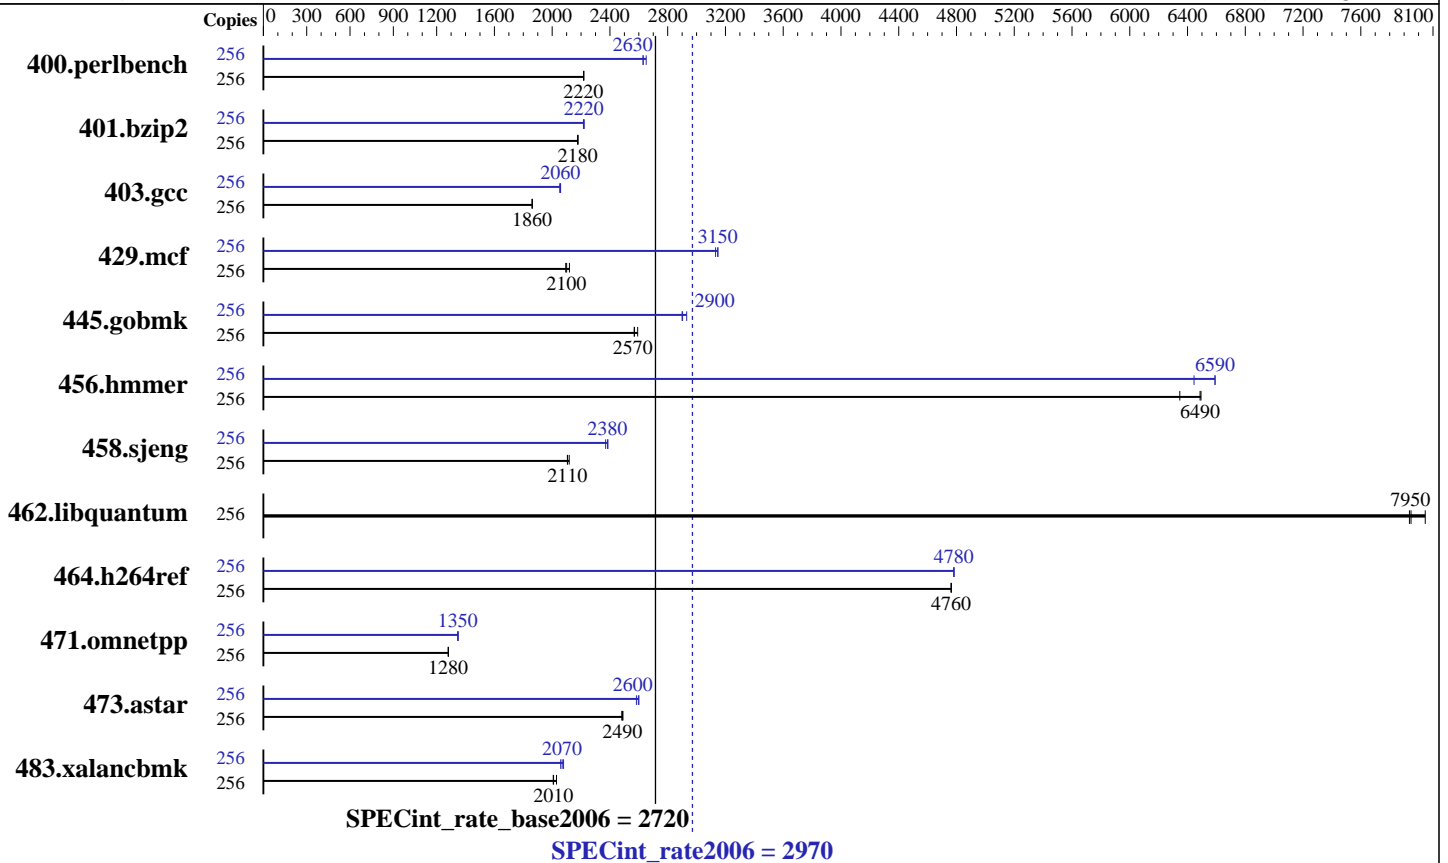 Copies 0 300 600 900 1200 1600 2000 2400 2800 3200 3600 4000 4400 4800 5200 5600 6000 6400 6800 7200 7600 8100
400.perlbench
256 2630
256 2220
401.bzip2
256 2220
256 2180
403.gcc
256 2060
256 1860
429.mcf
256 3150
256 2100
445.gobmk
256 2900
256 2570
456.hmmer
256 6590
256 6490
458.sjeng
256 2380
256 2110
462.libquantum
256 7950
464.h264ref
256 4780
256 4760
471.omnetpp
256 1350
256 1280
473.astar
256 2600
256 2490
483.xalancbmk
256 2070
256 2010
SPECint_rate_base2006 = 2720
SPECint_rate2006 = 2970